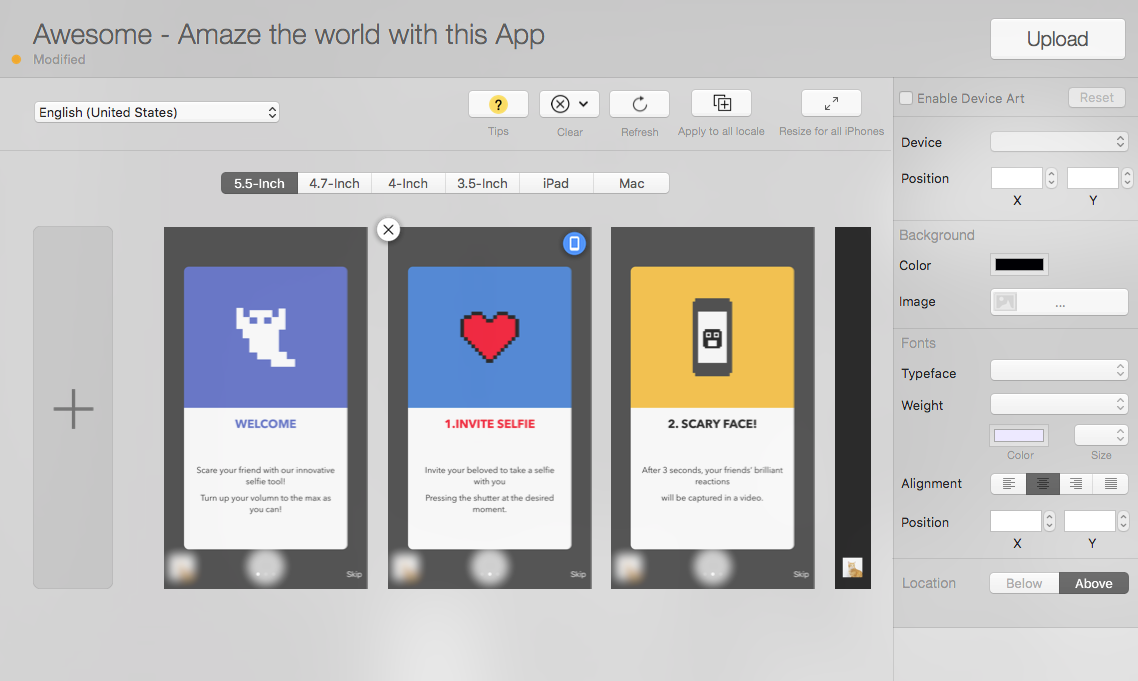 Awesome - Amaze the world with this App
Modified
Upload
English (United States)
?
Tips
Clear
Refresh
Apply to all locale
Resize for all iPhones
5.5-Inch
4.7-Inch
4-Inch
3.5-Inch
iPad
Mac
WELCOME
Scare your friend with our innovative
selfie tool!
Turn up your volumn to the max as
you can!
Skip
1.INVITE SELFIE
Invite your beloved to take a selfie
with you
Pressing the shutter at the desired
moment.
Skip
2. SCARY FACE!
After 3 seconds, your friends' brilliant
reactions
will be captured in a video.
Skip
Enable Device Art
Reset
Device
Position
X
Y
Background
Color
Image
...
Fonts
Typeface
Weight
Color
Size
Alignment
Position
X
Y
Location
Below
Above